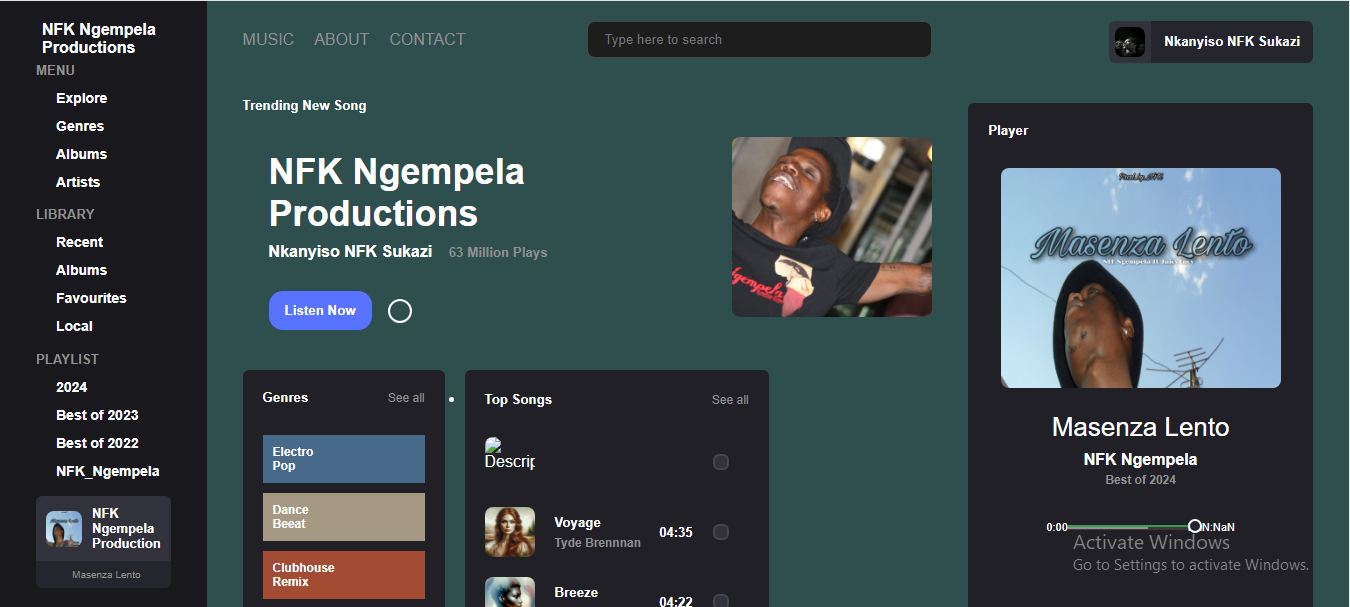 NFK Ngempela
Productions
MENU
Explore
Genres
Albums
Artists
LIBRARY
Recent
Albums
Favourites
Local
PLAYLIST
2024
Best of 2023
Best of 2022
NFK_Ngempela
NFK
Ngempela
Production
Masenza Lento
MUSIC ABOUT CONTACT
Type here to search
Nkanyiso NFK Sukazi
Trending New Song
NFK Ngempela
Productions
Nkanyiso NFK Sukazi 63 Million Plays
Listen Now
Genres See all
Electro
Pop
Dance
Beeat
Clubhouse
Remix
Top Songs See all
Descrip
Voyage
Tyde Brennnan
04:35
Breeze
04:22
Player
Masenza Lento
Masenza Lento
NFK Ngempela
Best of 2024
0:00 N:NaN
Activate Windows
Go to Settings to activate Windows.